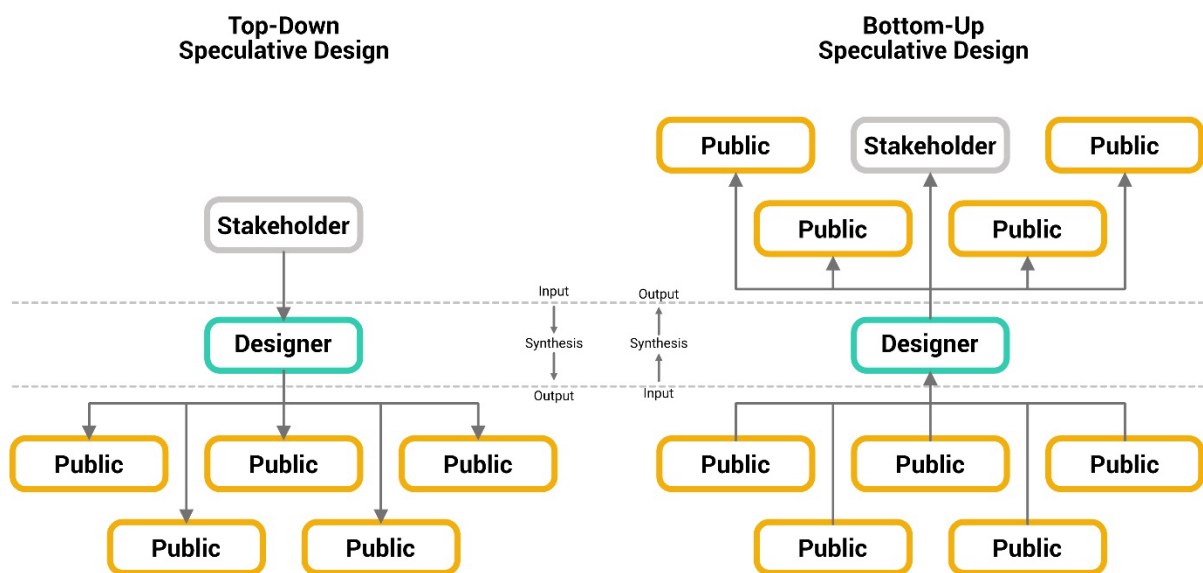 Top-Down
Speculative Design
Bottom-Up
Speculative Design
Public
Stakeholder
Public
Stakeholder
Public
Public
Input
Output
Designer
Synthesis
Synthesis
Designer
Output
Input
Public
Public
Public
Public
Public
Public
Public
Public
Public
Public